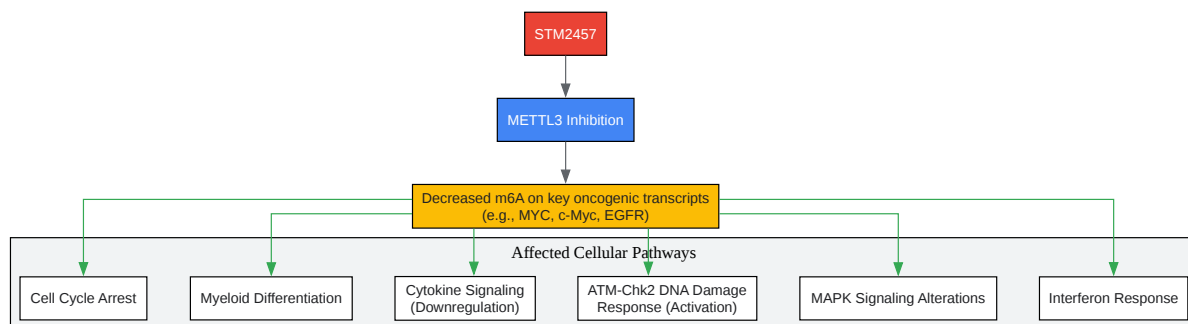 STM2457
METTL3 Inhibition
Decreased m6A on key oncogenic transcripts
(e.g., MYC, c-Myc, EGFR)
Affected Cellular Pathways
Cell Cycle Arrest
Myeloid Differentiation
Cytokine Signaling
(Downregulation)
ATM-Chk2 DNA Damage
Response (Activation)
MAPK Signaling Alterations
Interferon Response